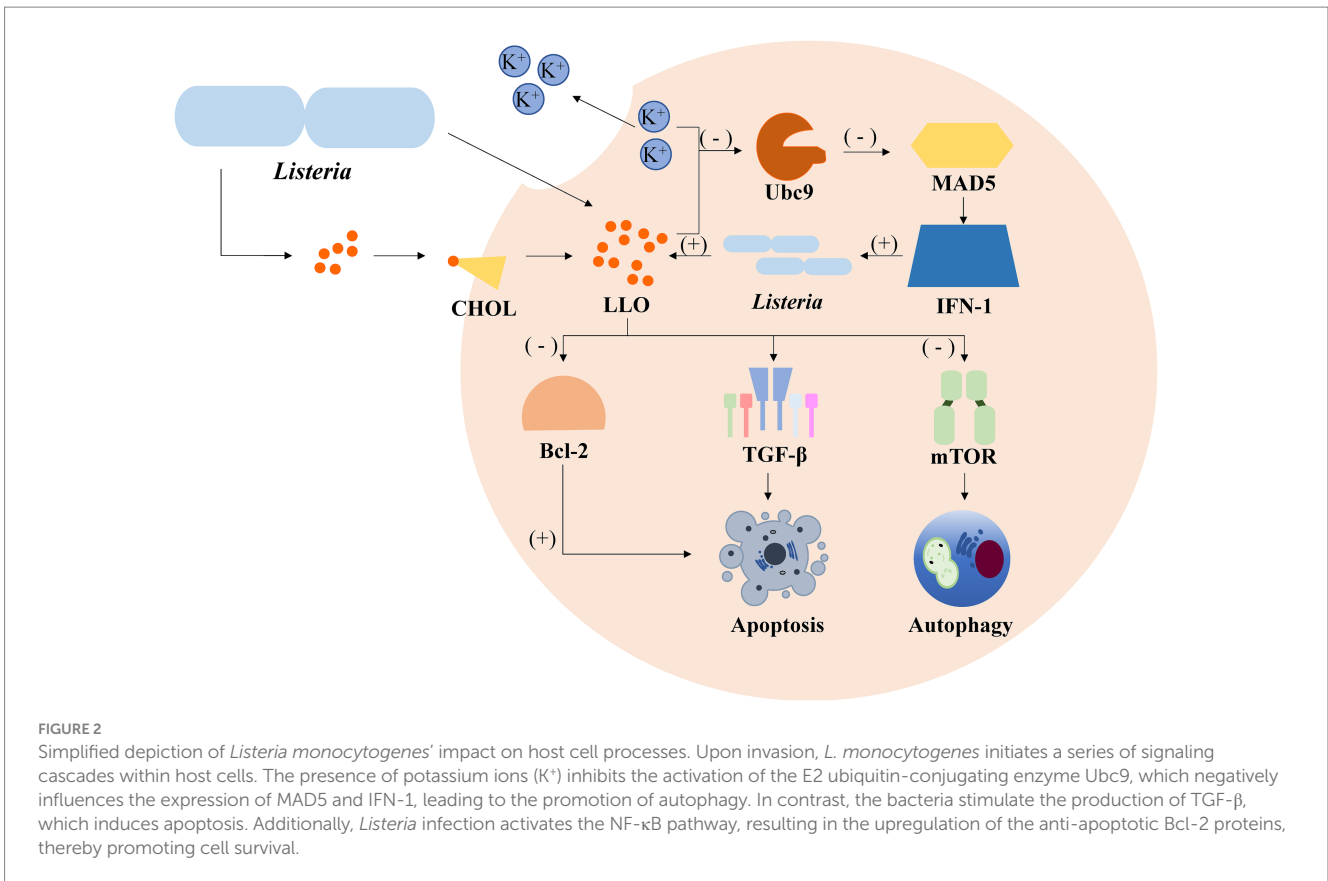 K⁺
K⁺
K⁺
K⁺
K⁺
(-)
(-)
Listeria
Ubc9
MAD5
(+)
(+)
CHOL
LLO
Listeria
IFN-1
(-)
(-)
Bcl-2
TGF-β
mTOR
(+)
Apoptosis
Autophagy
FIGURE 2
Simplified depiction of Listeria monocytogenes’ impact on host cell processes. Upon invasion, L. monocytogenes initiates a series of signaling
cascades within host cells. The presence of potassium ions (K⁺) inhibits the activation of the E2 ubiquitin-conjugating enzyme Ubc9, which negatively
influences the expression of MAD5 and IFN-1, leading to the promotion of autophagy. In contrast, the bacteria stimulate the production of TGF-β,
which induces apoptosis. Additionally, Listeria infection activates the NF-κB pathway, resulting in the upregulation of the anti-apoptotic Bcl-2 proteins,
thereby promoting cell survival.